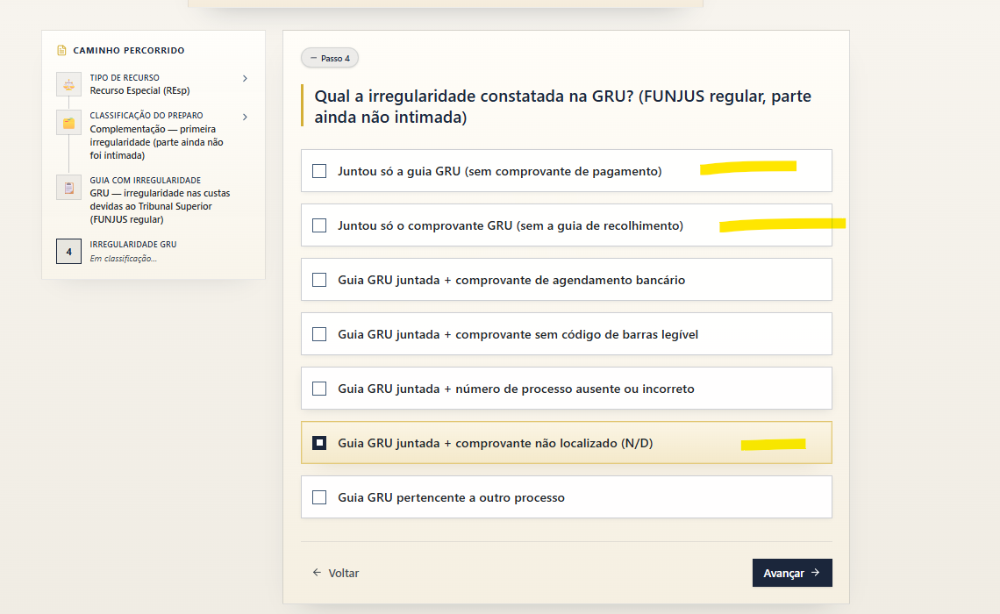 CAMINHO PERCORRIDO
TIPO DE RECURSO
Recurso Especial (REsp)
CLASSIFICAÇÃO DO PREPARO
Complementação — primeira
irregularidade (parte ainda não
foi intimada)
GUIA COM IRREGULARIDADE
GRU — irregularidade nas custas
devidas ao Tribunal Superior
(FUNJUS regular)
4
IRREGULARIDADE GRU
Em classificação...
— Passo 4
Qual a irregularidade constatada na GRU? (FUNJUS regular, parte
ainda não intimada)
Juntou só a guia GRU (sem comprovante de pagamento)
Juntou só o comprovante GRU (sem a guia de recolhimento)
Guia GRU juntada + comprovante de agendamento bancário
Guia GRU juntada + comprovante sem código de barras legível
Guia GRU juntada + número de processo ausente ou incorreto
Guia GRU juntada + comprovante não localizado (N/D)
Guia GRU pertencente a outro processo
← Voltar
Avançar →